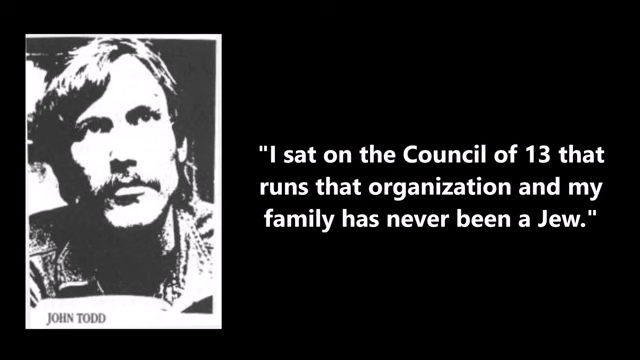 "I sat on the Council of 13 that
runs that organization and my
family has never been a Jew."
JOHN TODD